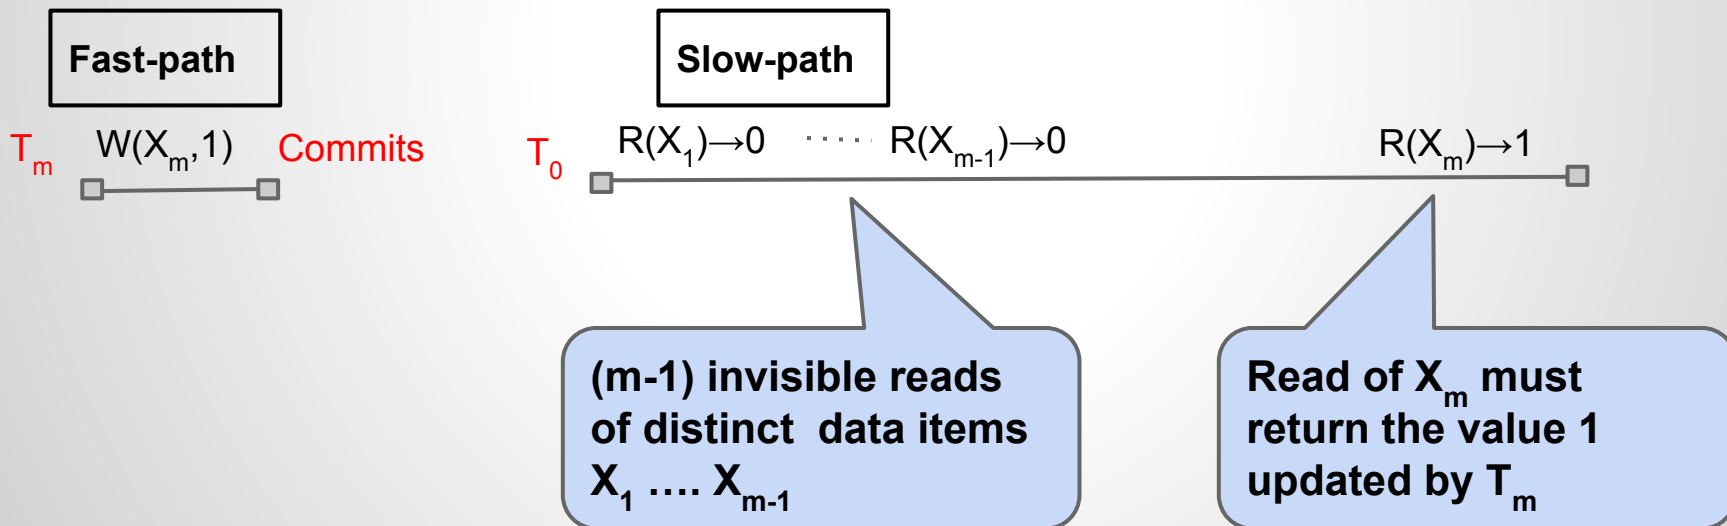 Fast-path
Slow-path
Tₘ W(Xₘ,1) Commits
T₀ R(X₁)→0 ····· R(Xₘ₋₁)→0 R(Xₘ)→1
(m-1) invisible reads
of distinct data items
X₁ .... Xₘ₋₁
Read of Xₘ must
return the value 1
updated by Tₘ